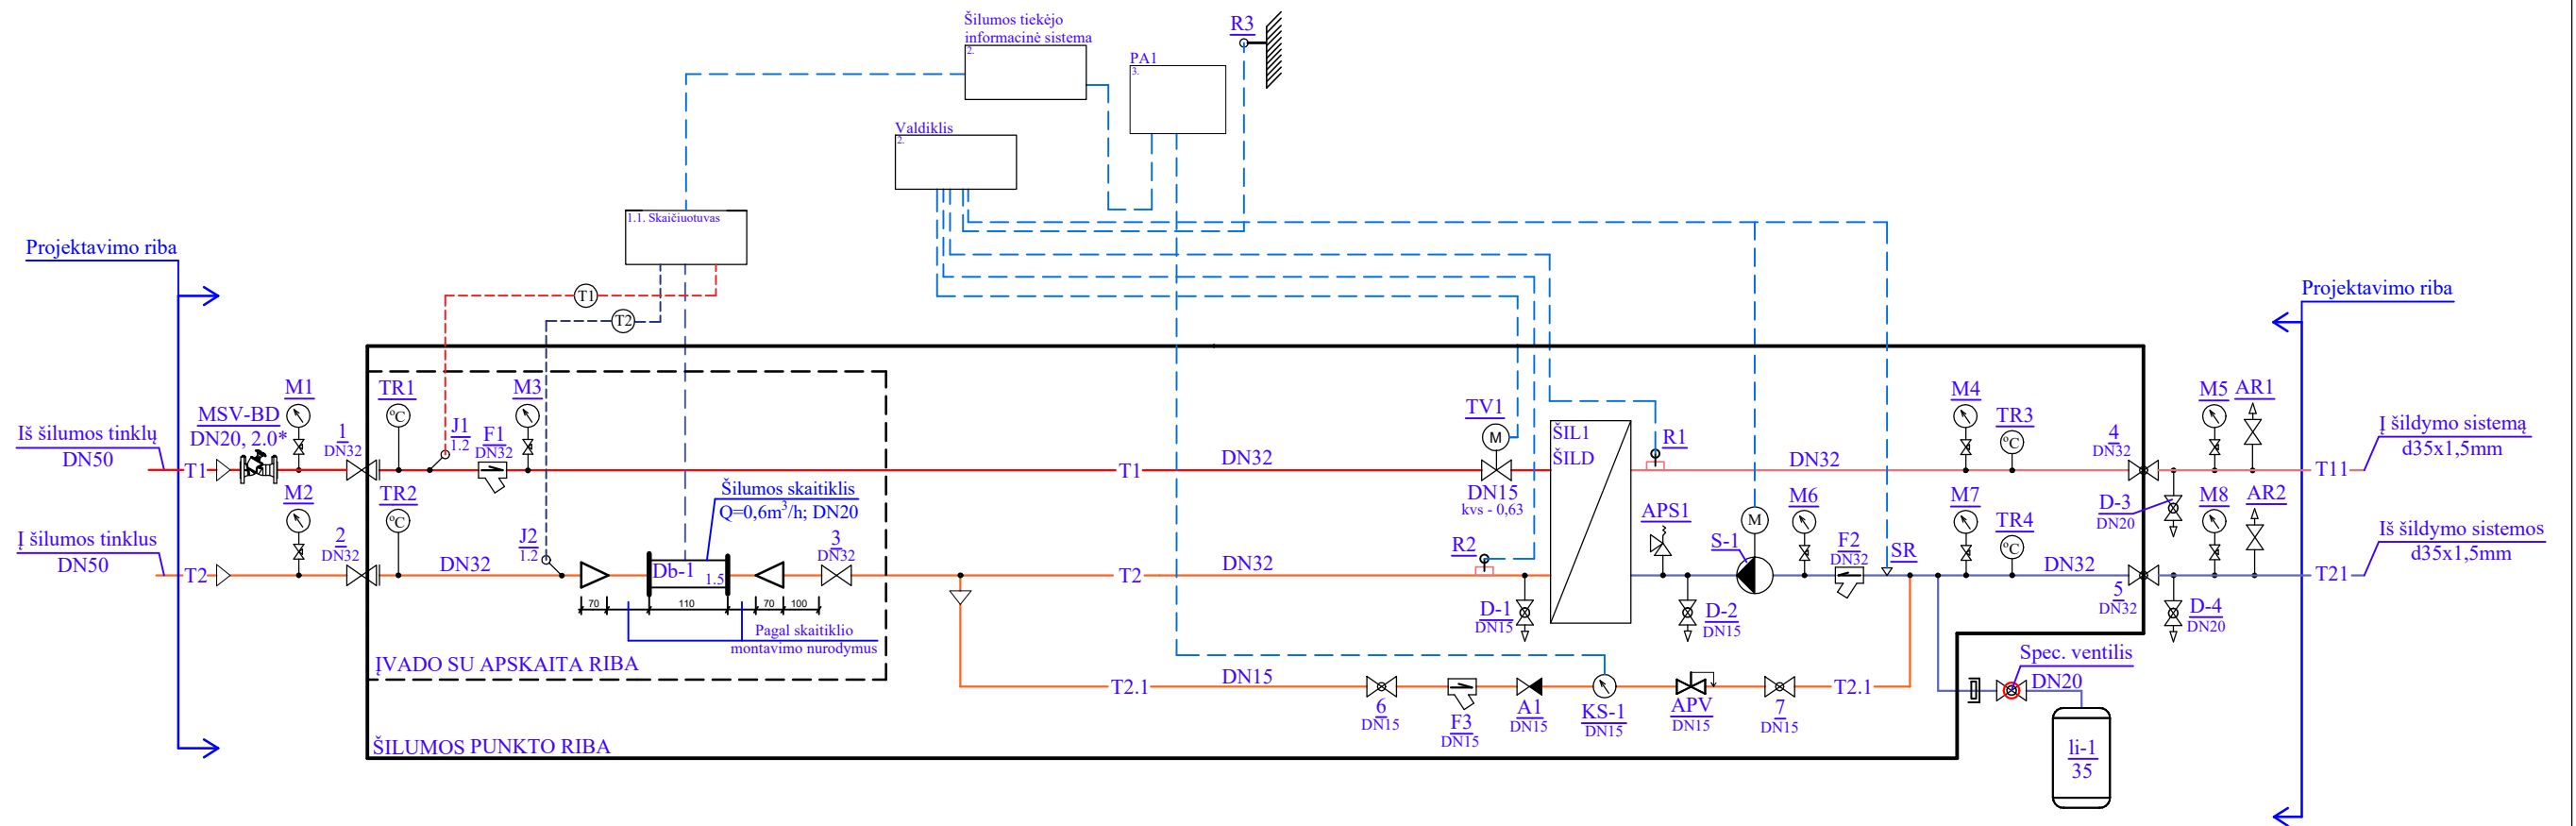 Šilumos tiekėjo
informacinė sistema
2.
R3
PA1
3.
Valdiklis
2.
1.1. Skaičiuotuvas
Projektavimo riba
T1
T2
Projektavimo riba
M1
MSV-BD
DN20, 2.0*
Iš šilumos tinklų
DN50
T1
1
DN32
TR1
°C
J1
1.2
F1
DN32
M3
T1
DN32
TV1
M
DN15
kvs - 0,63
ŠIL1
ŠILD
R1
DN32
M4
TR3
°C
4
DN32
M5
AR1
Į šildymo sistemą
d35x1,5mm
T11
M2
TR2
°C
Į šilumos tinklus
DN50
T2
2
DN32
DN32
J2
1.2
Šilumos skaitiklis
Q=0,6m³/h; DN20
Db-1
1.5
3
DN32
70
110
70
100
Pagal skaitiklio
montavimo nurodymus
T2
DN32
R2
D-1
DN15
APS1
D-2
DN15
S-1
M
M6
F2
DN32
SR
M7
TR4
°C
DN32
5
DN32
D-3
DN20
M8
AR2
D-4
DN20
Iš šildymo sistemos
d35x1,5mm
T21
ĮVADO SU APSKAITA RIBA
T2.1
DN15
6
DN15
F3
DN15
A1
DN15
KS-1
DN15
APV
DN15
7
DN15
T2.1
Spec. ventilis
DN20
li-1
35
ŠILUMOS PUNKTO RIBA